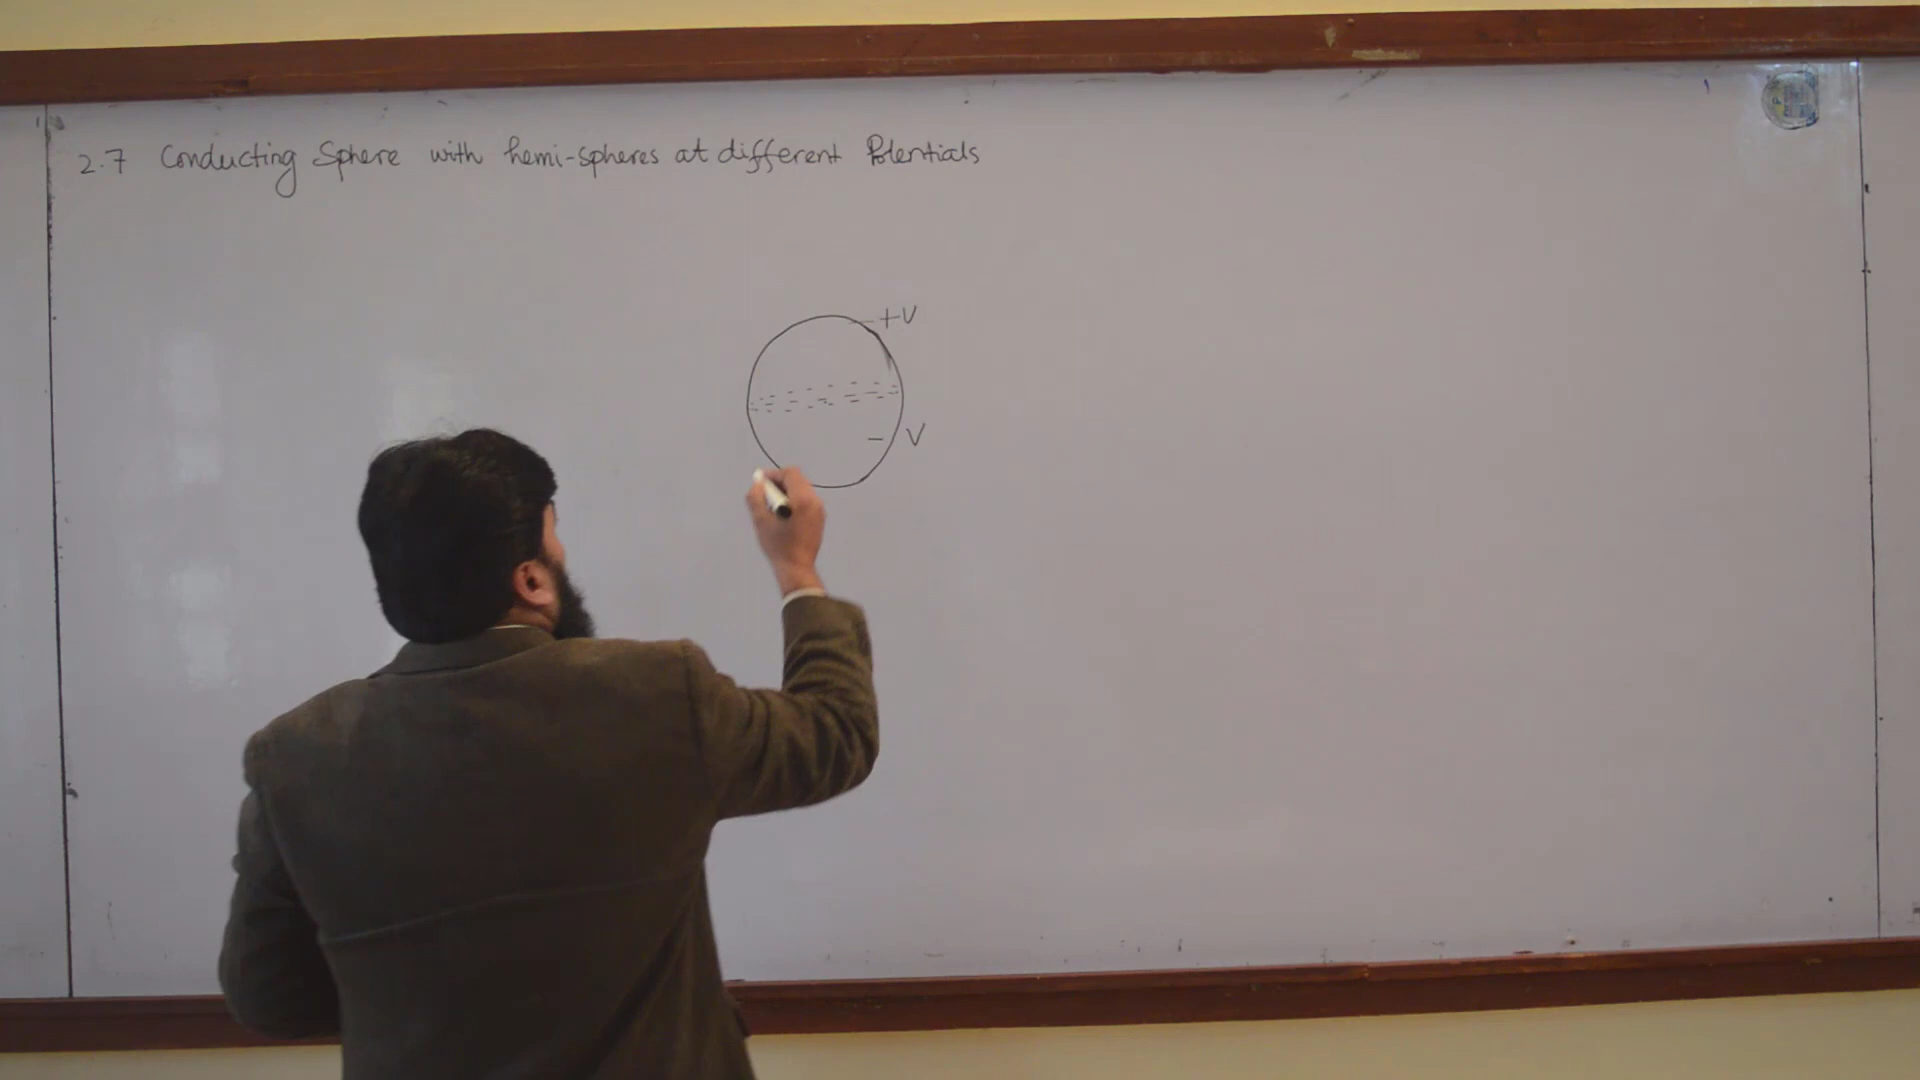 2.7 Conducting Sphere with hemi-spheres at different Potentials
+V
- V